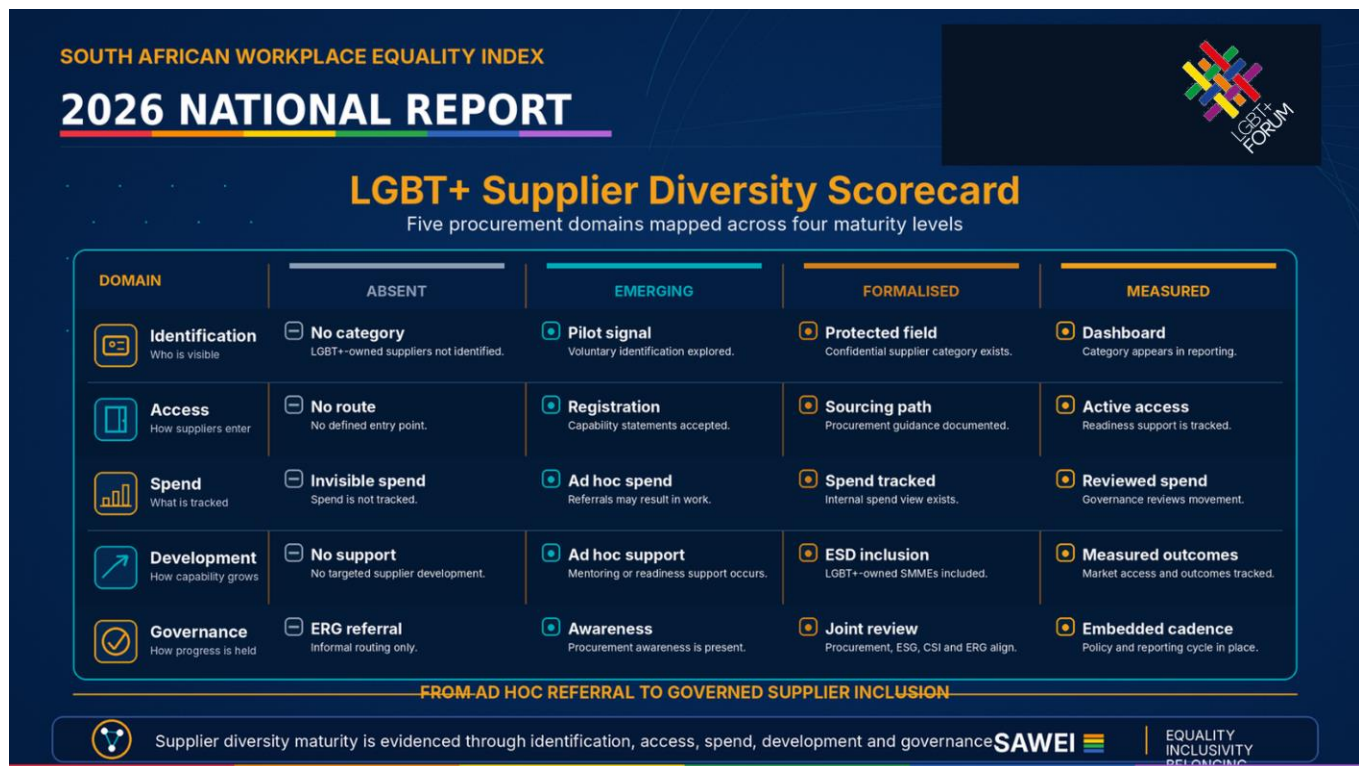 SOUTH AFRICAN WORKPLACE EQUALITY INDEX
2026 NATIONAL REPORT
LGBT+
FORUM
LGBT+ Supplier Diversity Scorecard
Five procurement domains mapped across four maturity levels
DOMAIN
ABSENT
EMERGING
FORMALISED
MEASURED
Identification
Who is visible
No category
LGBT+-owned suppliers not identified.
Pilot signal
Voluntary identification explored.
Protected field
Confidential supplier category exists.
Dashboard
Category appears in reporting.
Access
How suppliers enter
No route
No defined entry point.
Registration
Capability statements accepted.
Sourcing path
Procurement guidance documented.
Active access
Readiness support is tracked.
Spend
What is tracked
Invisible spend
Spend is not tracked.
Ad hoc spend
Referrals may result in work.
Spend tracked
Internal spend view exists.
Reviewed spend
Governance reviews movement.
Development
How capability grows
No support
No targeted supplier development.
Ad hoc support
Mentoring or readiness support occurs.
ESD inclusion
LGBT+-owned SMMEs included.
Measured outcomes
Market access and outcomes tracked.
Governance
How progress is held
ERG referral
Informal routing only.
Awareness
Procurement awareness is present.
Joint review
Procurement, ESG, CSI and ERG align.
Embedded cadence
Policy and reporting cycle in place.
FROM AD HOC REFERRAL TO GOVERNED SUPPLIER INCLUSION
Supplier diversity maturity is evidenced through identification, access, spend, development and governance
SAWEI
EQUALITY
INCLUSIVITY
BELONGING